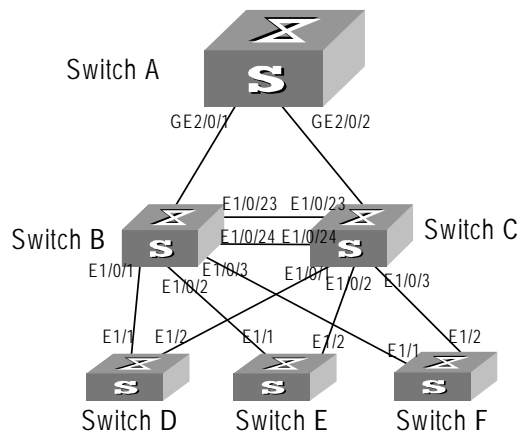 S
Switch A
GE2/0/1 GE2/0/2
E1/0/23 E1/0/23
Switch B S S Switch C
E1/0/24 E1/0/24
E1/0/1 E1/0/2 E1/0/3 E1/0/1 E1/0/2 E1/0/3
E1/1 E1/2 E1/1 E1/2 E1/1 E1/2
S S S
Switch D Switch E Switch F